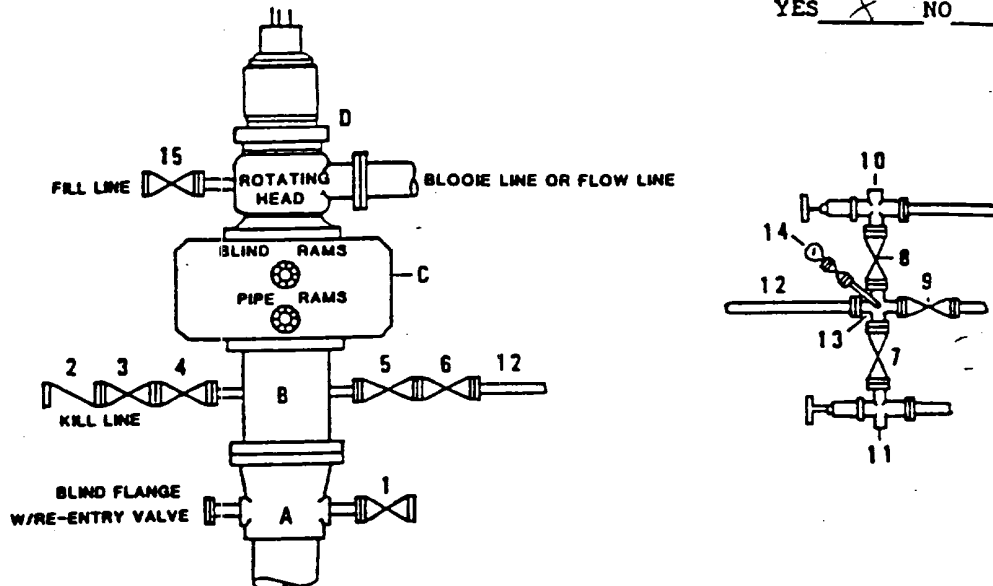 YES X NO
D
15
FILL LINE
ROTATING
HEAD
BLOOIE LINE OR FLOW LINE
BLIND RAMS
C
PIPE RAMS
2 3 4
B
5 6 12
KILL LINE
BLIND FLANGE
W/RE-ENTRY VALVE
A
1
10
14
8
12
9
13
7
11